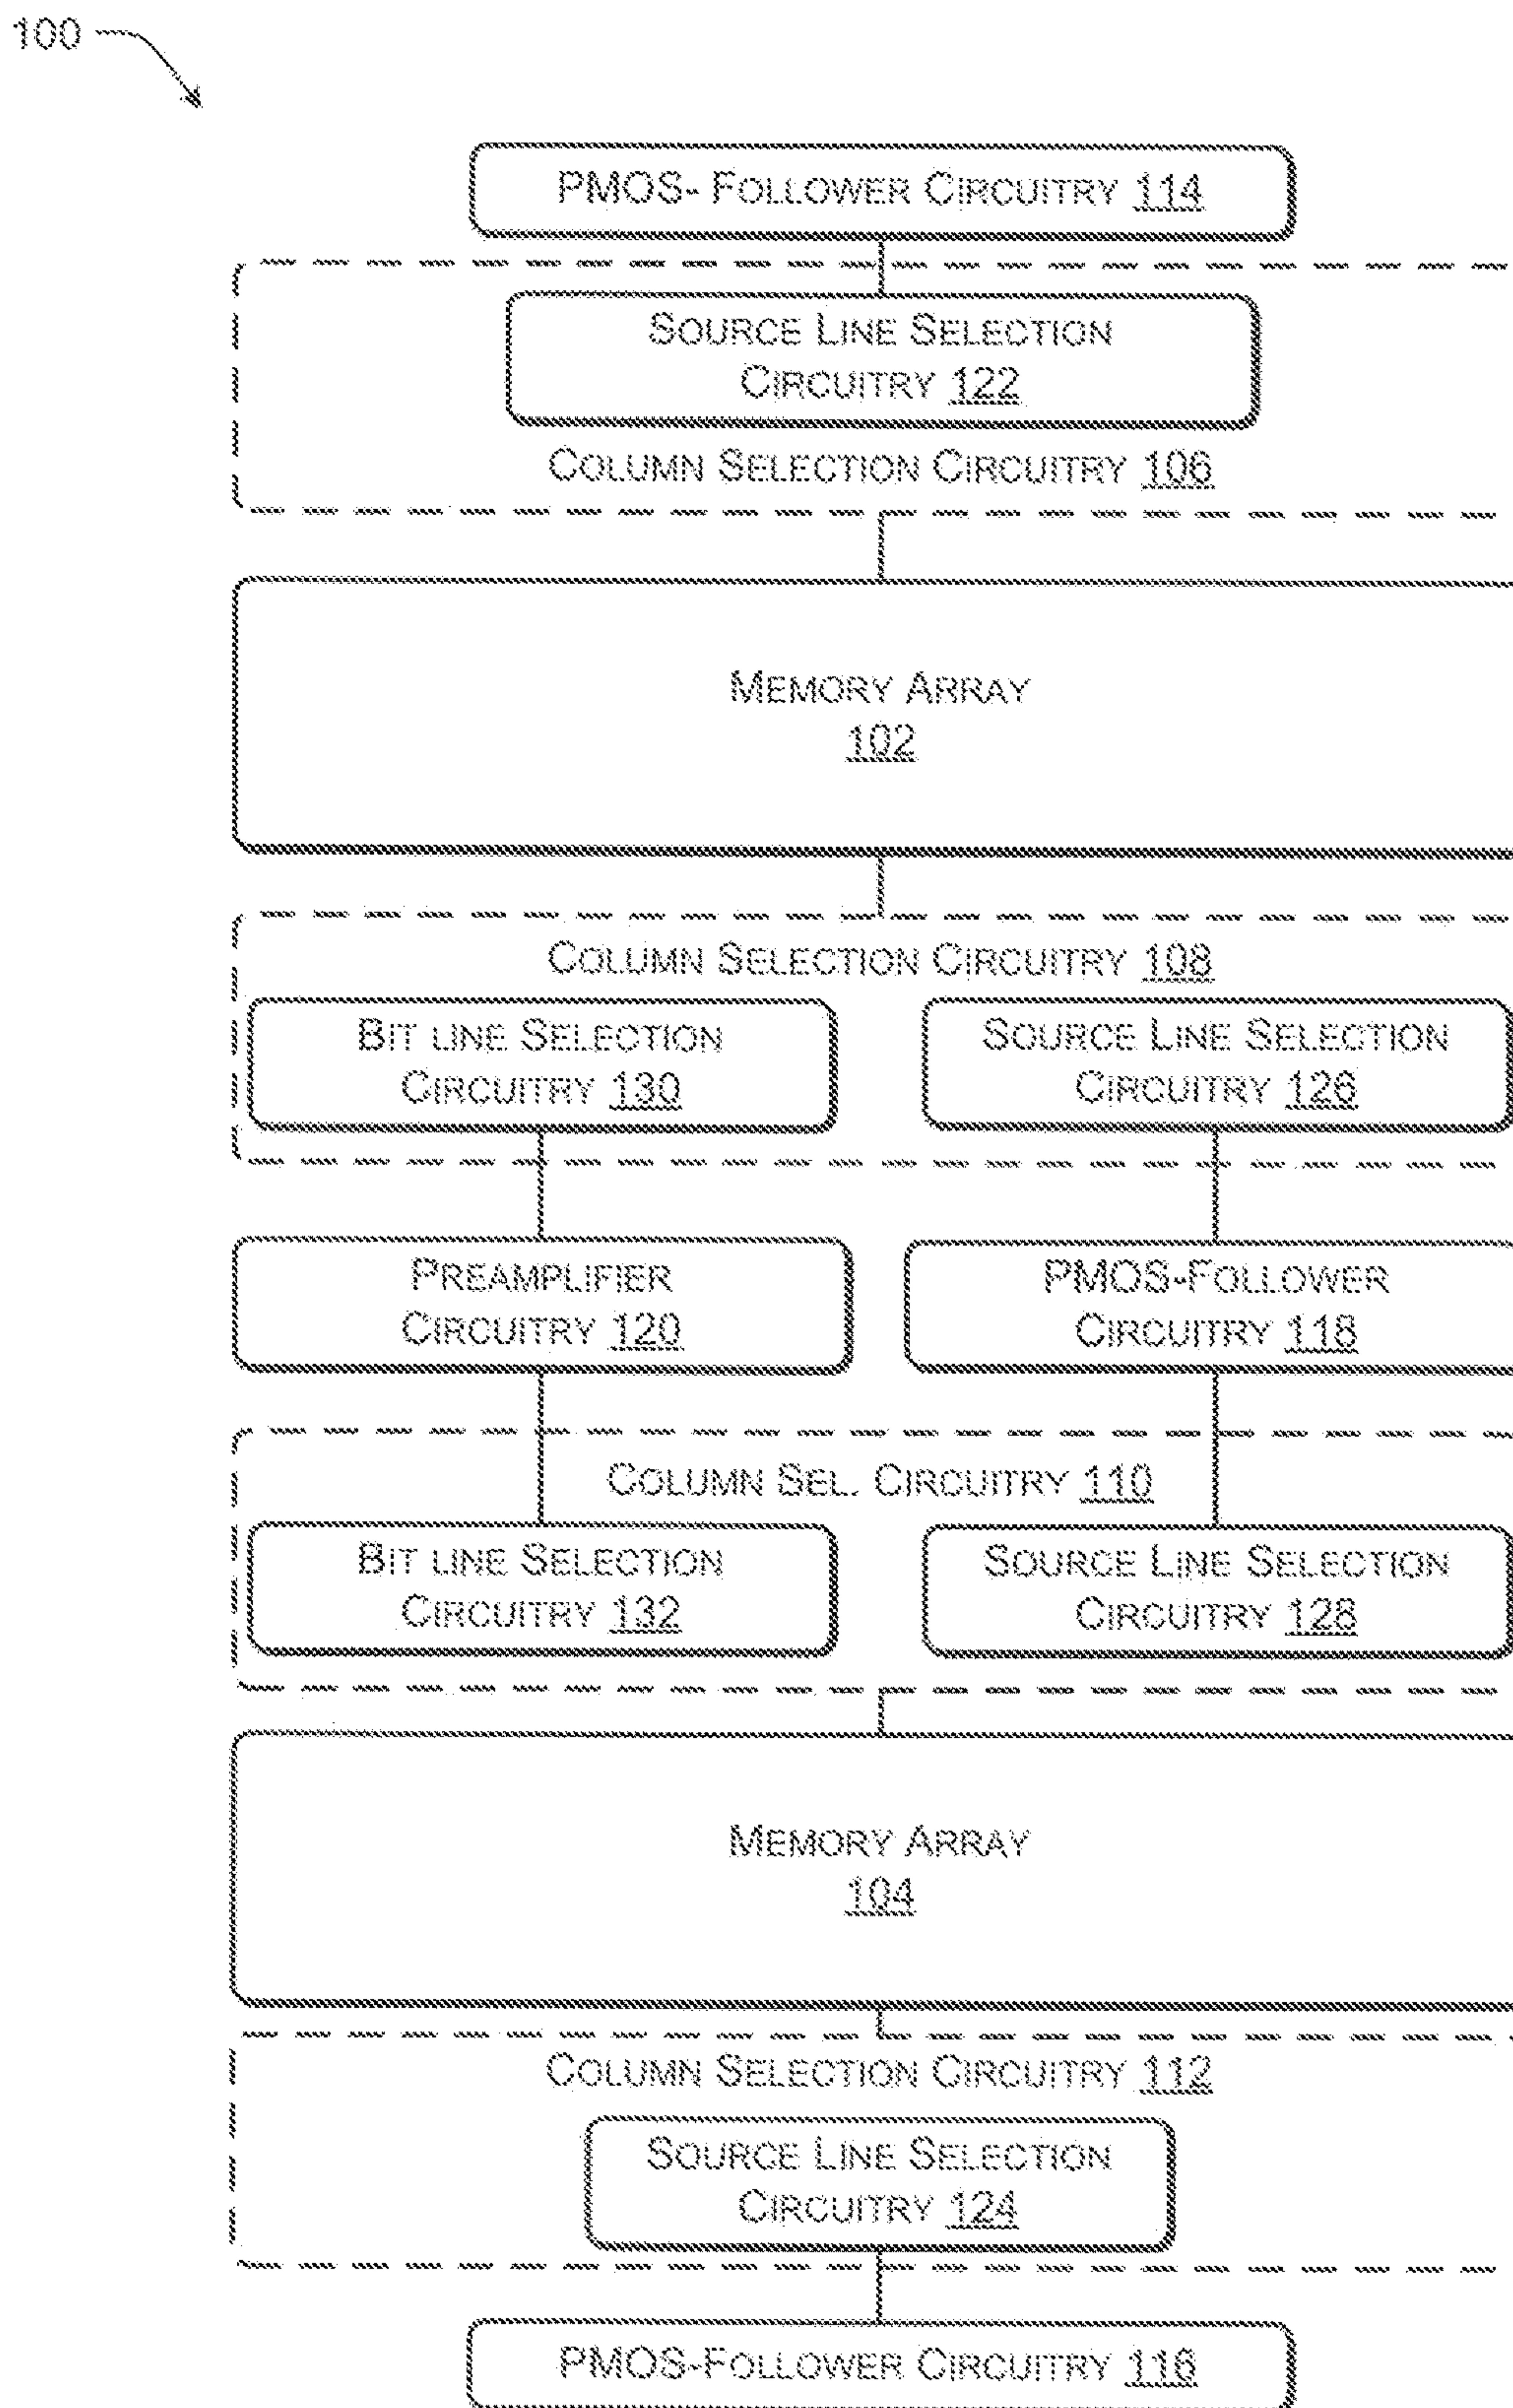 100
PMOS- FOLLOWER CIRCUITRY 114
SOURCE LINE SELECTION
CIRCUITRY 122
COLUMN SELECTION CIRCUITRY 106
MEMORY ARRAY
102
COLUMN SELECTION CIRCUITRY 108
BIT LINE SELECTION
CIRCUITRY 130
SOURCE LINE SELECTION
CIRCUITRY 126
PREAMPLIFIER
CIRCUITRY 120
PMOS-FOLLOWER
CIRCUITRY 118
COLUMN SEL. CIRCUITRY 110
BIT LINE SELECTION
CIRCUITRY 132
SOURCE LINE SELECTION
CIRCUITRY 128
MEMORY ARRAY
104
COLUMN SELECTION CIRCUITRY 112
SOURCE LINE SELECTION
CIRCUITRY 124
PMOS-FOLLOWER CIRCUITRY 116